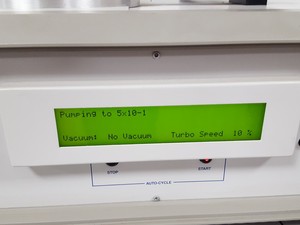 Pumping to 5x10-1
Vacuum: No Vacuum Turbo Speed 10 %
STOP START
AUTO-CYCLE